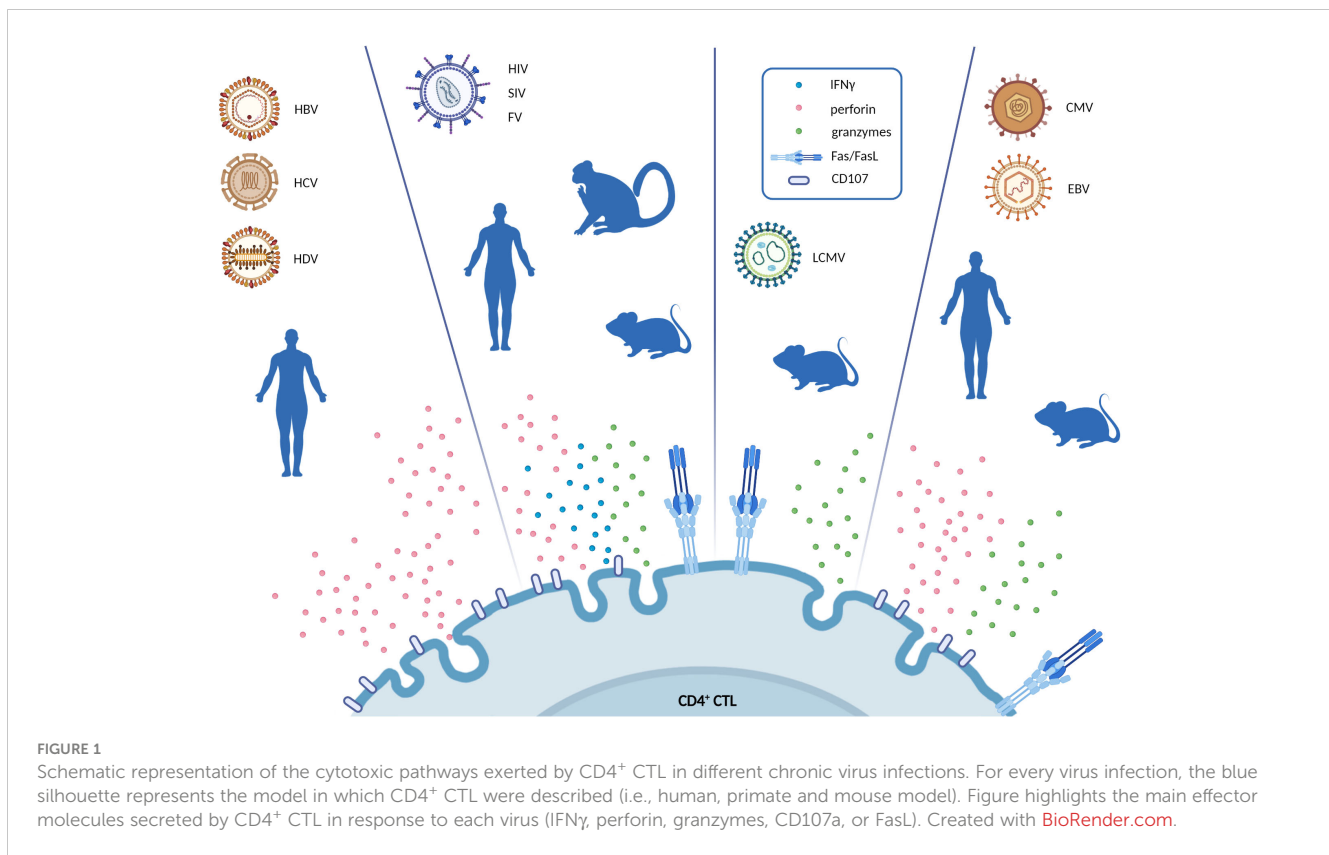 HBV
HCV
HDV
HIV
SIV
FV
IFNγ
perforin
granzymes
Fas/FasL
CD107
LCMV
CMV
EBV
CD4⁺ CTL
FIGURE 1
Schematic representation of the cytotoxic pathways exerted by CD4⁺ CTL in different chronic virus infections. For every virus infection, the blue
silhouette represents the model in which CD4⁺ CTL were described (i.e., human, primate and mouse model). Figure highlights the main effector
molecules secreted by CD4⁺ CTL in response to each virus (IFNγ, perforin, granzymes, CD107a, or FasL). Created with BioRender.com.